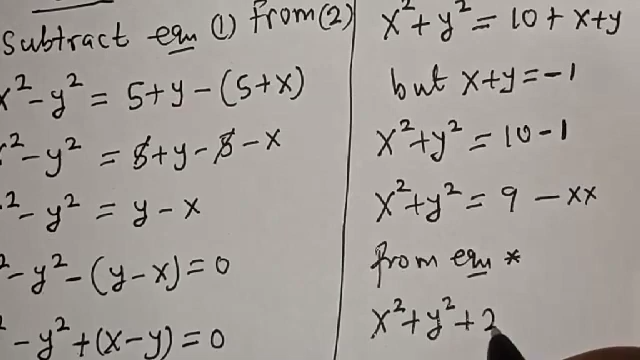 Subtract eqn (1) from (2)
x² - y² = 5+y - (5+x)
x² - y² = 5+y - 5 - x
x² - y² = y - x
x² - y² - (y - x) = 0
x² - y² + (x - y) = 0
x² + y² = 10 + x+y
but x+y = -1
x² + y² = 10 - 1
x² + y² = 9 - xx
from eqn *
x² + y² + 2